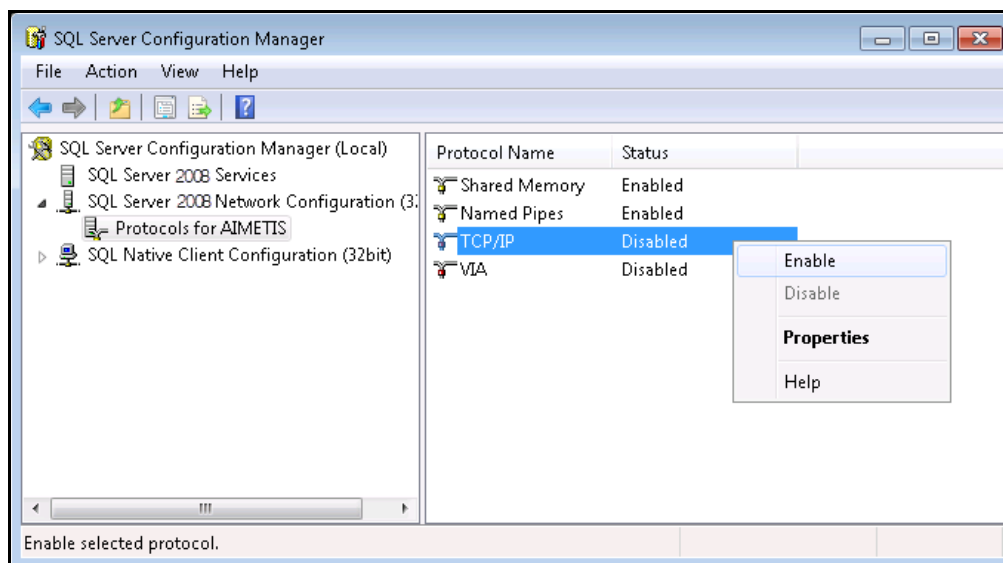 SQL Server Configuration Manager
File Action View Help
SQL Server Configuration Manager (Local)
SQL Server 2008 Services
SQL Server 2008 Network Configuration (3
Protocols for AIMETIS
SQL Native Client Configuration (32bit)
Protocol Name Status
Shared Memory Enabled
Named Pipes Enabled
TCP/IP Disabled
VIA Disabled
Enable
Disable
Properties
Help
Enable selected protocol.